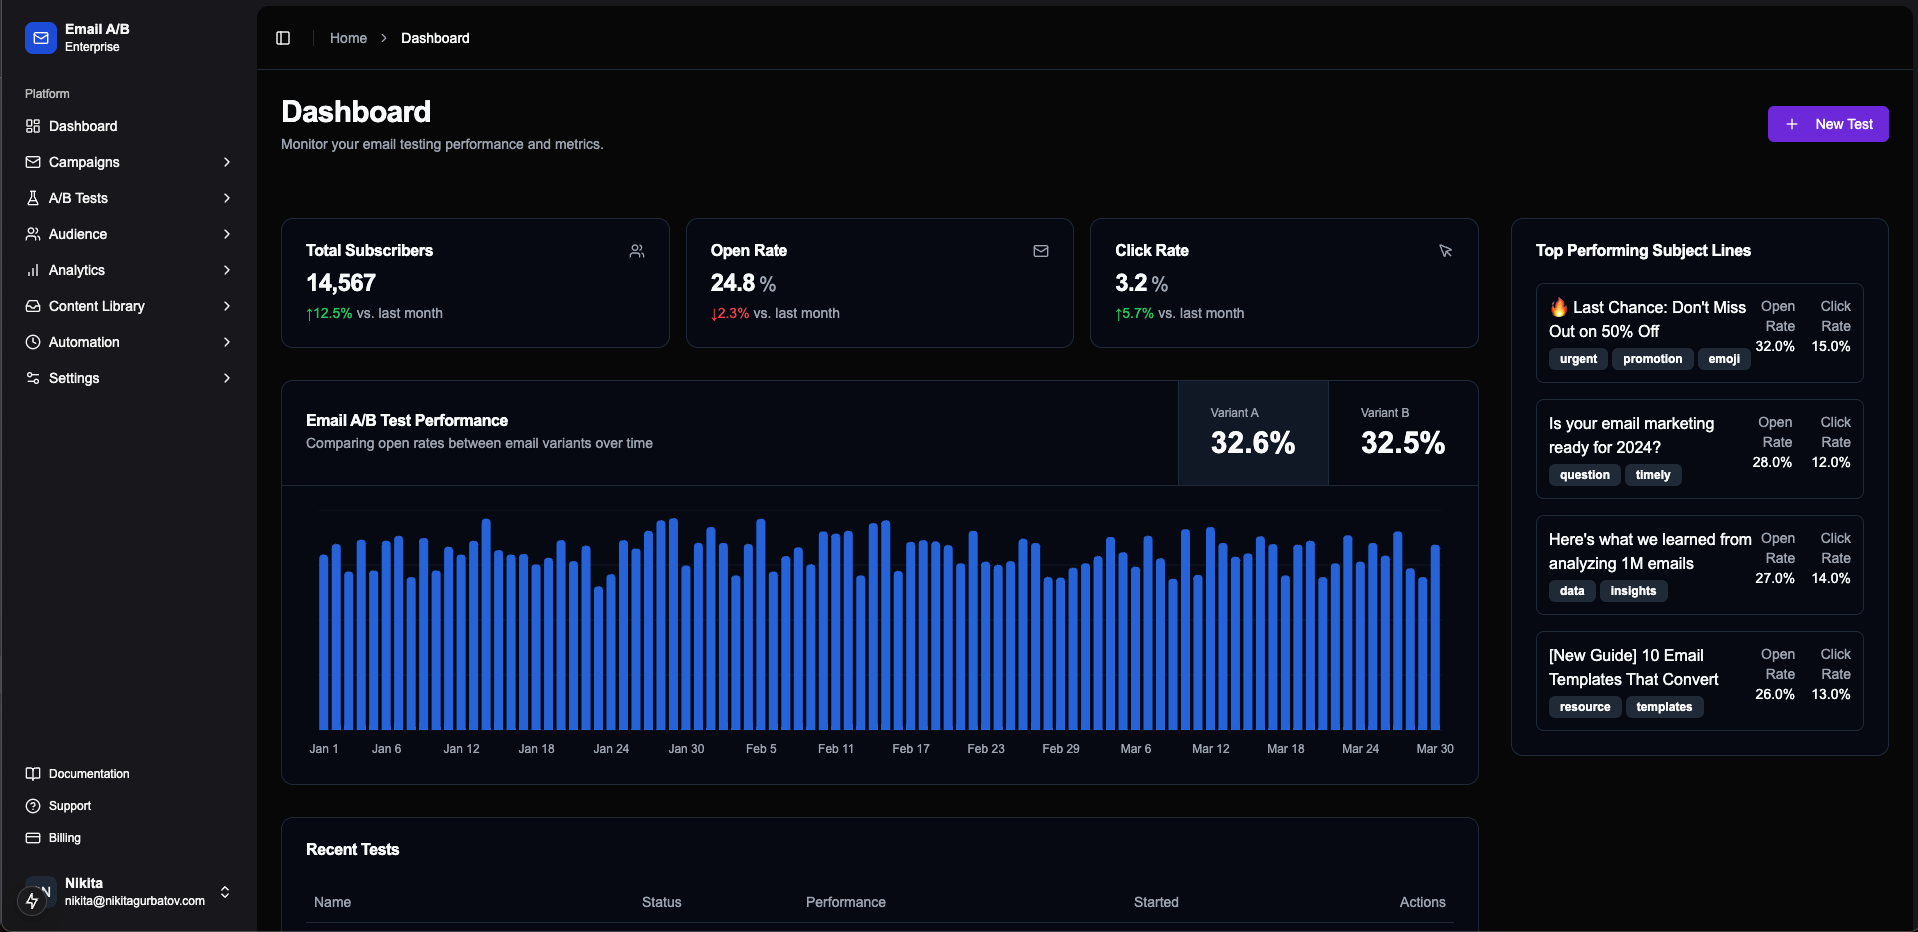 Email A/B
Enterprise
Platform
Dashboard
Campaigns
A/B Tests
Audience
Analytics
Content Library
Automation
Settings
Documentation
Support
Billing
N
Nikita
nikita@nikitagurbatov.com
Home > Dashboard
Dashboard
Monitor your email testing performance and metrics.
+ New Test
Total Subscribers
14,567
↑12.5% vs. last month
Open Rate
24.8 %
↓2.3% vs. last month
Click Rate
3.2 %
↑5.7% vs. last month
Email A/B Test Performance
Comparing open rates between email variants over time
Variant A
32.6%
Variant B
32.5%
Jan 1 Jan 6 Jan 12 Jan 18 Jan 24 Jan 30 Feb 5 Feb 11 Feb 17 Feb 23 Feb 29 Mar 6 Mar 12 Mar 18 Mar 24 Mar 30
Recent Tests
Name Status Performance Started Actions
Top Performing Subject Lines
🔥 Last Chance: Don't Miss
Out on 50% Off
urgent promotion emoji
Open
Rate
32.0%
Click
Rate
15.0%
Is your email marketing
ready for 2024?
question timely
Open
Rate
28.0%
Click
Rate
12.0%
Here's what we learned from
analyzing 1M emails
data insights
Open
Rate
27.0%
Click
Rate
14.0%
[New Guide] 10 Email
Templates That Convert
resource templates
Open
Rate
26.0%
Click
Rate
13.0%